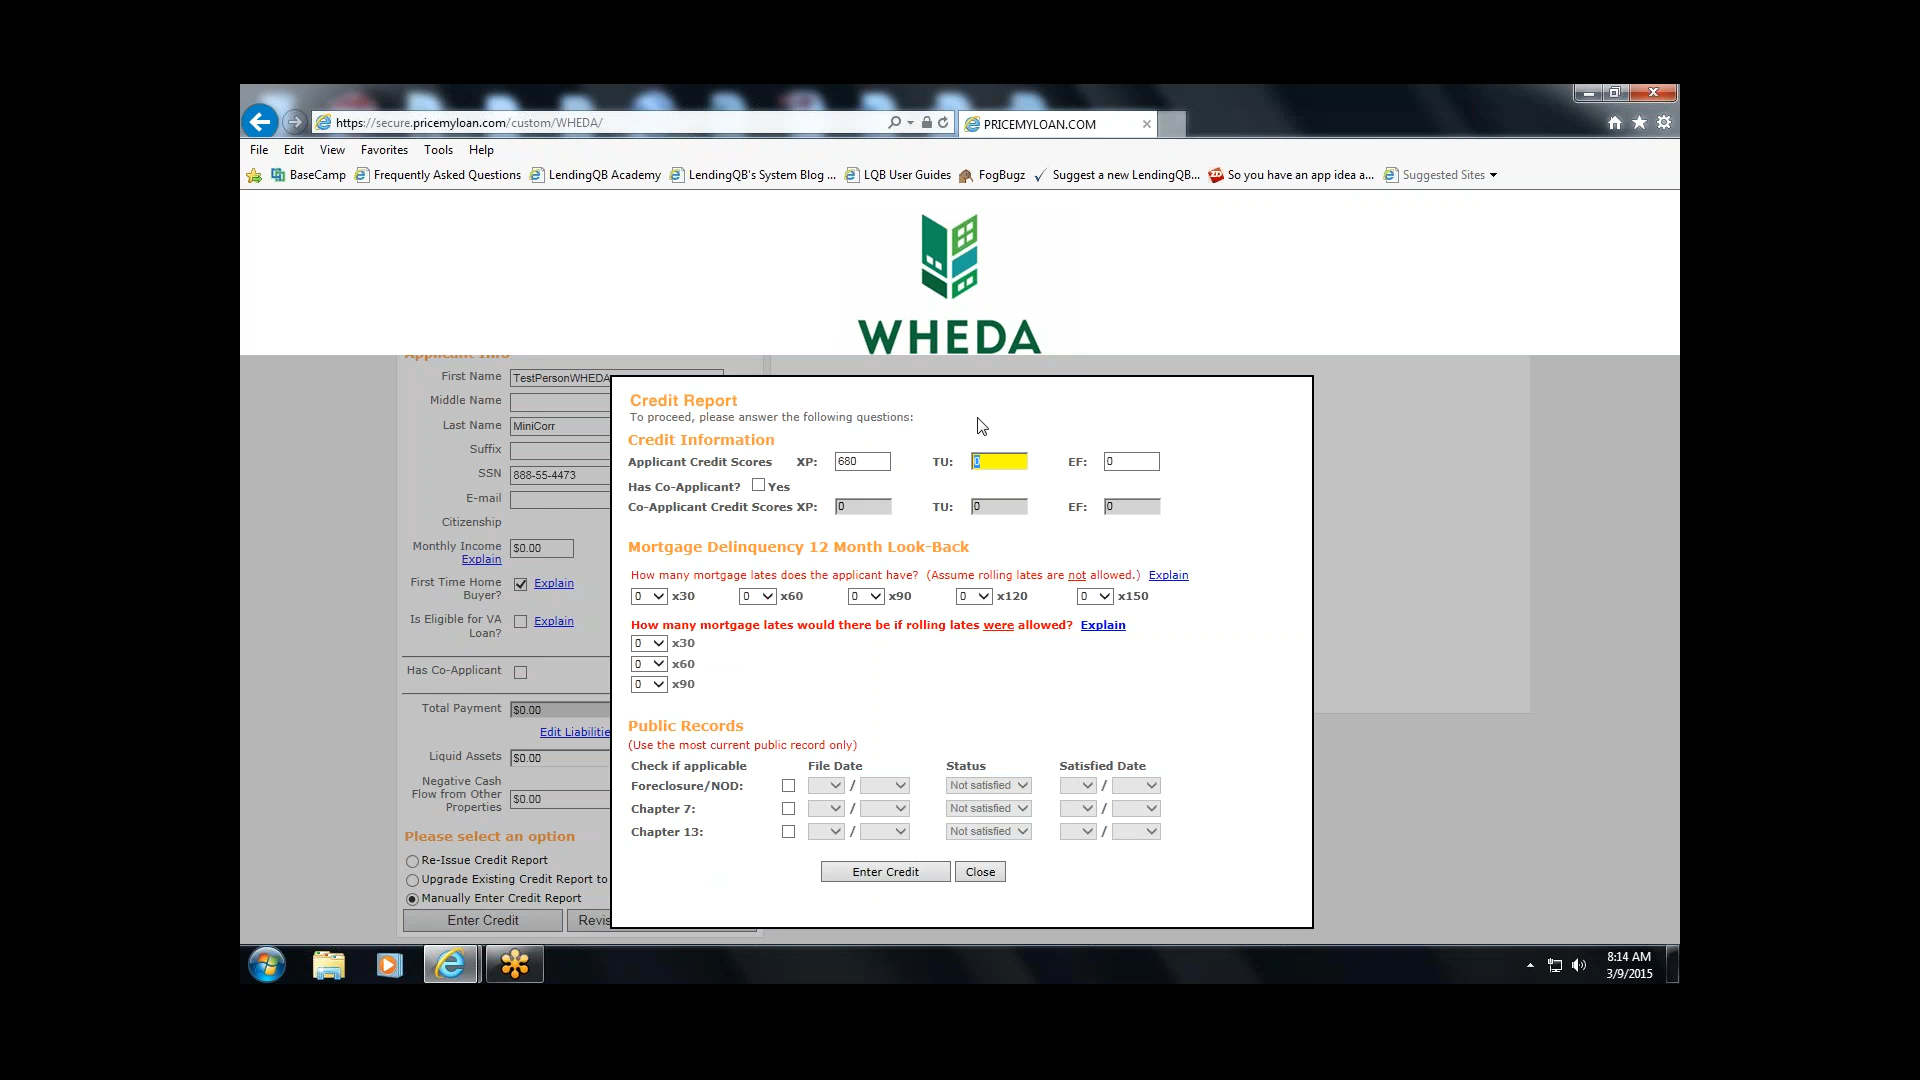 https://secure.pricemyloan.com/custom/WHEDA/
PRICEMYLOAN.COM
File Edit View Favorites Tools Help
BaseCamp Frequently Asked Questions LendingQB Academy LendingQB's System Blog ... LQB User Guides FogBugz Suggest a new LendingQB... So you have an app idea a... Suggested Sites
WHEDA
Applicant Info
First Name TestPersonWHEDA
Middle Name
Last Name MiniCorr
Suffix
SSN 888-55-4473
E-mail
Citizenship
Monthly Income $0.00
Explain
First Time Home Buyer? Explain
Is Eligible for VA Loan? Explain
Has Co-Applicant
Total Payment $0.00
Edit Liabilitie
Liquid Assets $0.00
Negative Cash
Flow from Other
Properties $0.00
Please select an option
Re-Issue Credit Report
Upgrade Existing Credit Report to
Manually Enter Credit Report
Enter Credit Revis
Credit Report
To proceed, please answer the following questions:
Credit Information
Applicant Credit Scores XP: 680 TU: 0 EF: 0
Has Co-Applicant? Yes
Co-Applicant Credit Scores XP: 0 TU: 0 EF: 0
Mortgage Delinquency 12 Month Look-Back
How many mortgage lates does the applicant have? (Assume rolling lates are not allowed.) Explain
0 x30 0 x60 0 x90 0 x120 0 x150
How many mortgage lates would there be if rolling lates were allowed? Explain
0 x30
0 x60
0 x90
Public Records
(Use the most current public record only)
Check if applicable File Date Status Satisfied Date
Foreclosure/NOD: / Not satisfied /
Chapter 7: / Not satisfied /
Chapter 13: / Not satisfied /
Enter Credit Close
8:14 AM
3/9/2015